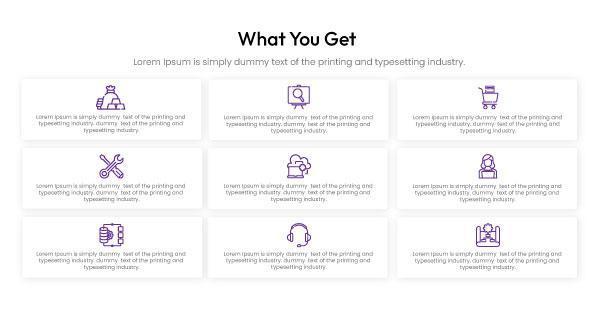 What You Get
Lorem Ipsum is simply dummy text of the printing and typesetting industry.
Lorem Ipsum is simply dummy text of the printing and
typesetting industry. dummy text of the printing and
typesetting industry.
Lorem Ipsum is simply dummy text of the printing and
typesetting industry. dummy text of the printing and
typesetting industry.
Lorem Ipsum is simply dummy text of the printing and
typesetting industry. dummy text of the printing and
typesetting industry.
Lorem Ipsum is simply dummy text of the printing and
typesetting industry. dummy text of the printing and
typesetting industry.
Lorem Ipsum is simply dummy text of the printing and
typesetting industry. dummy text of the printing and
typesetting industry.
Lorem Ipsum is simply dummy text of the printing and
typesetting industry. dummy text of the printing and
typesetting industry.
Lorem Ipsum is simply dummy text of the printing and
typesetting industry. dummy text of the printing and
typesetting industry.
Lorem Ipsum is simply dummy text of the printing and
typesetting industry. dummy text of the printing and
typesetting industry.
Lorem Ipsum is simply dummy text of the printing and
typesetting industry. dummy text of the printing and
typesetting industry.